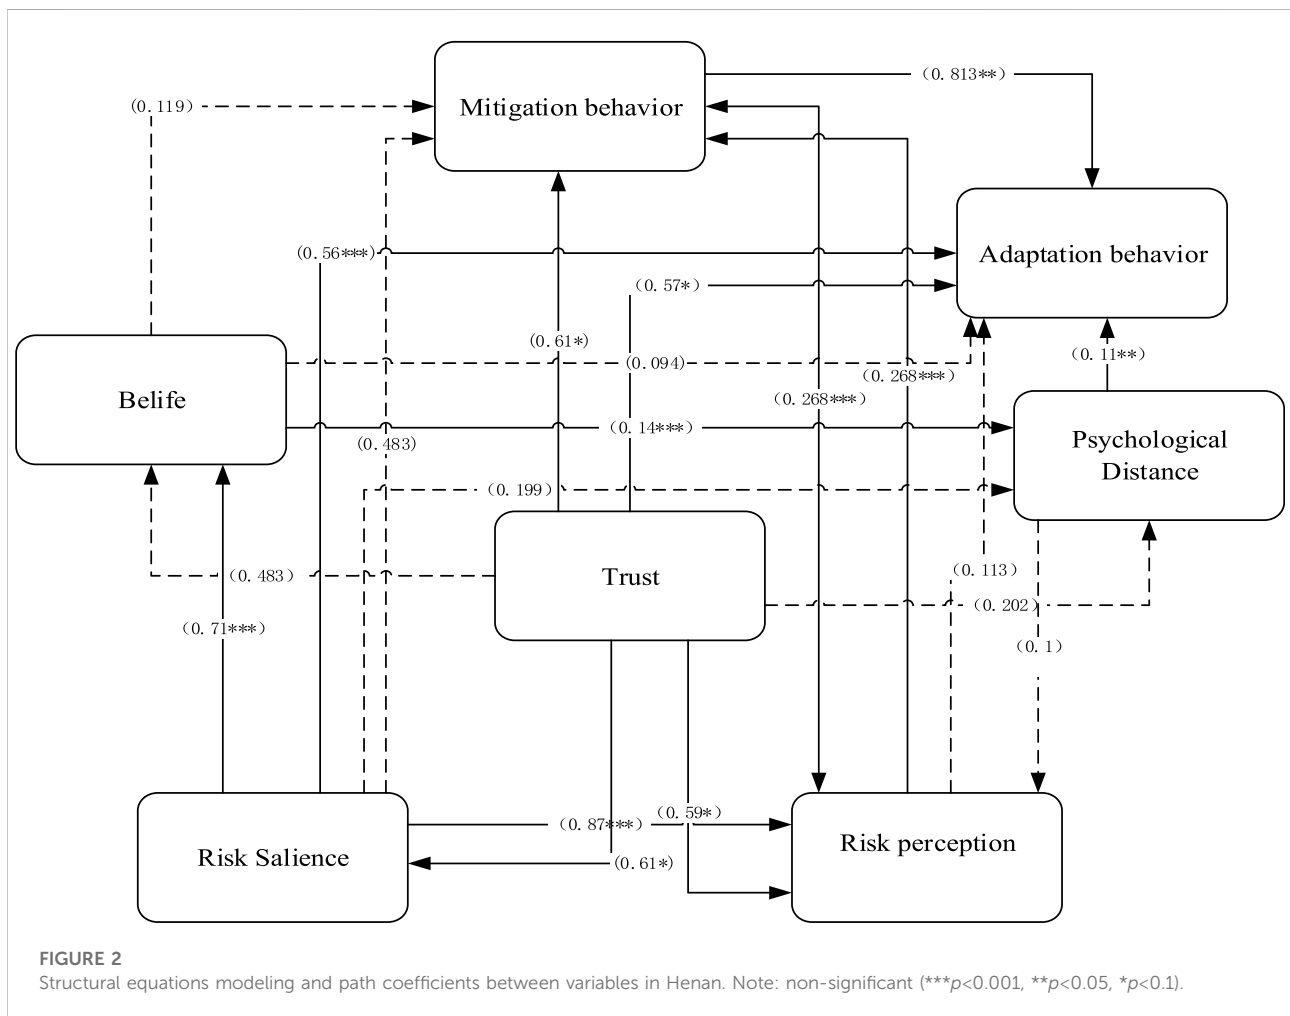 (0.813**)
(0.119)
Mitigation behavior
(0.56***)
Adaptation behavior
(0.57*)
(0.61*)
(0.11**)
(0.094)
(0.268***)
(0.268***)
Belife
(0.14***)
(0.483)
Psychological
Distance
(0.199)
(0.483)
Trust
(0.113)
(0.202)
(0.71***)
(0.1)
(0.59*)
(0.87***)
Risk perception
Risk Salience
(0.61*)
FIGURE 2
Structural equations modeling and path coefficients between variables in Henan. Note: non-significant (***p<0.001, **p<0.05, *p<0.1).